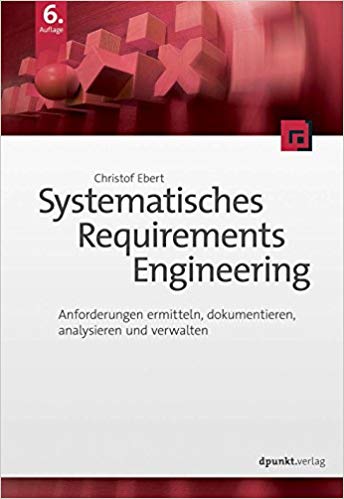 6.
Auflage
Christof Ebert
Systematisches
Requirements
Engineering
Anforderungen ermitteln, dokumentieren,
analysieren und verwalten
dpunkt.verlag